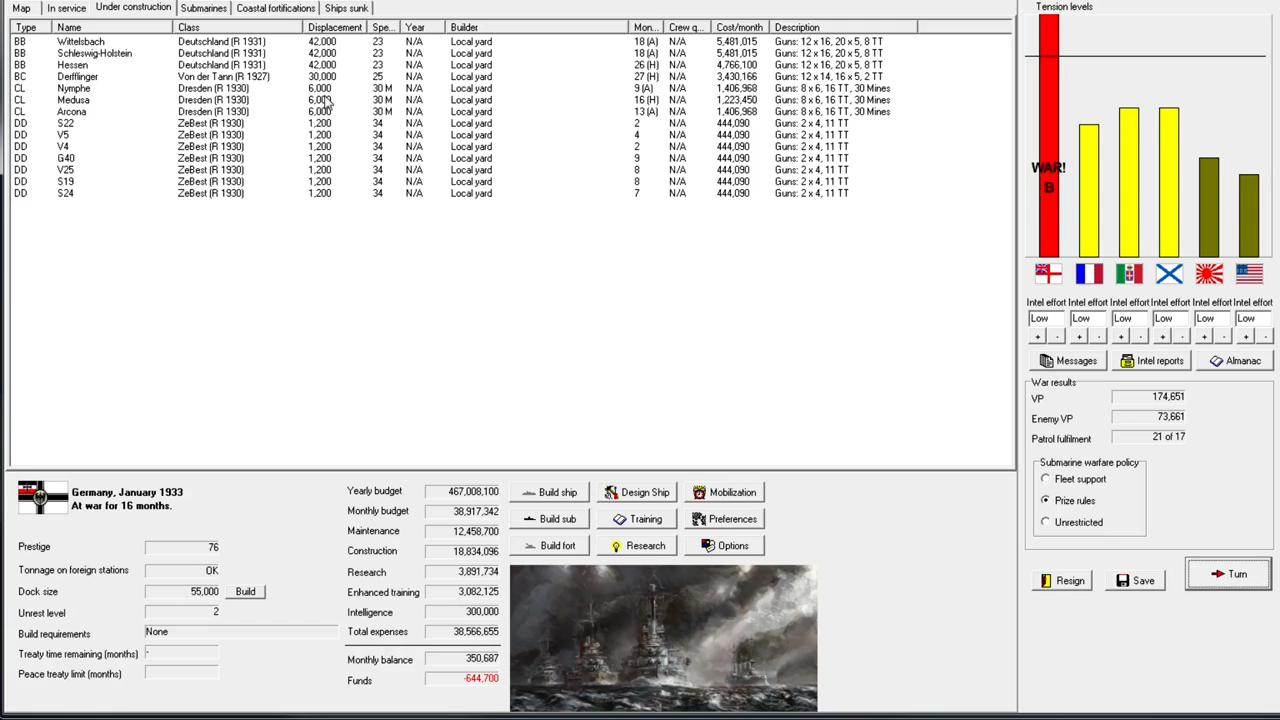 Map In service Under construction Submarines Coastal fortifications Ships sunk
Type Name Class Displacement Spe... Year Builder Mon... Crew q... Cost/month Description
BB Wittelsbach Deutschland (R 1931) 42,000 23 N/A Local yard 18 (A) N/A 5,481,015 Guns: 12 x 16, 20 x 5, 8 TT
BB Schleswig-Holstein Deutschland (R 1931) 42,000 23 N/A Local yard 18 (A) N/A 5,481,015 Guns: 12 x 16, 20 x 5, 8 TT
BB Hessen Deutschland (R 1931) 42,000 23 N/A Local yard 26 (H) N/A 4,766,100 Guns: 12 x 16, 20 x 5, 8 TT
BC Derfflinger Von der Tann (R 1927) 30,000 25 N/A Local yard 27 (H) N/A 3,430,166 Guns: 12 x 14, 16 x 5, 2 TT
CL Nymphe Dresden (R 1930) 6,000 30 M N/A Local yard 9 (A) N/A 1,406,968 Guns: 8 x 6, 16 TT, 30 Mines
CL Medusa Dresden (R 1930) 6,000 30 M N/A Local yard 16 (H) N/A 1,223,450 Guns: 8 x 6, 16 TT, 30 Mines
CL Arcona Dresden (R 1930) 6,000 30 M N/A Local yard 13 (A) N/A 1,406,968 Guns: 8 x 6, 16 TT, 30 Mines
DD S22 ZeBest (R 1930) 1,200 34 N/A Local yard 2 N/A 444,090 Guns: 2 x 4, 11 TT
DD V5 ZeBest (R 1930) 1,200 34 N/A Local yard 4 N/A 444,090 Guns: 2 x 4, 11 TT
DD V4 ZeBest (R 1930) 1,200 34 N/A Local yard 2 N/A 444,090 Guns: 2 x 4, 11 TT
DD G40 ZeBest (R 1930) 1,200 34 N/A Local yard 9 N/A 444,090 Guns: 2 x 4, 11 TT
DD V25 ZeBest (R 1930) 1,200 34 N/A Local yard 8 N/A 444,090 Guns: 2 x 4, 11 TT
DD S19 ZeBest (R 1930) 1,200 34 N/A Local yard 8 N/A 444,090 Guns: 2 x 4, 11 TT
DD S24 ZeBest (R 1930) 1,200 34 N/A Local yard 7 N/A 444,090 Guns: 2 x 4, 11 TT
Tension levels
WAR!
B
Intel effort Intel effort Intel effort Intel effort Intel effort Intel effort
Low Low Low Low Low Low
+ - + - + - + - + - + -
Messages Intel reports Almanac
War results
VP 174,651
Enemy VP 73,661
Patrol fulfilment 21 of 17
Submarine warfare policy
Fleet support
Prize rules
Unrestricted
Resign Save Turn
Germany, January 1933
At war for 16 months.
Prestige 76
Tonnage on foreign stations OK
Dock size 55,000 Build
Unrest level 2
Build requirements None
Treaty time remaining (months) -
Peace treaty limit (months)
Yearly budget 467,008,100
Monthly budget 38,917,342
Maintenance 12,458,700
Construction 18,834,096
Research 3,891,734
Enhanced training 3,082,125
Intelligence 300,000
Total expenses 38,566,655
Monthly balance 350,687
Funds -644,700
Build ship Design Ship Mobilization
Build sub Training Preferences
Build fort Research Options